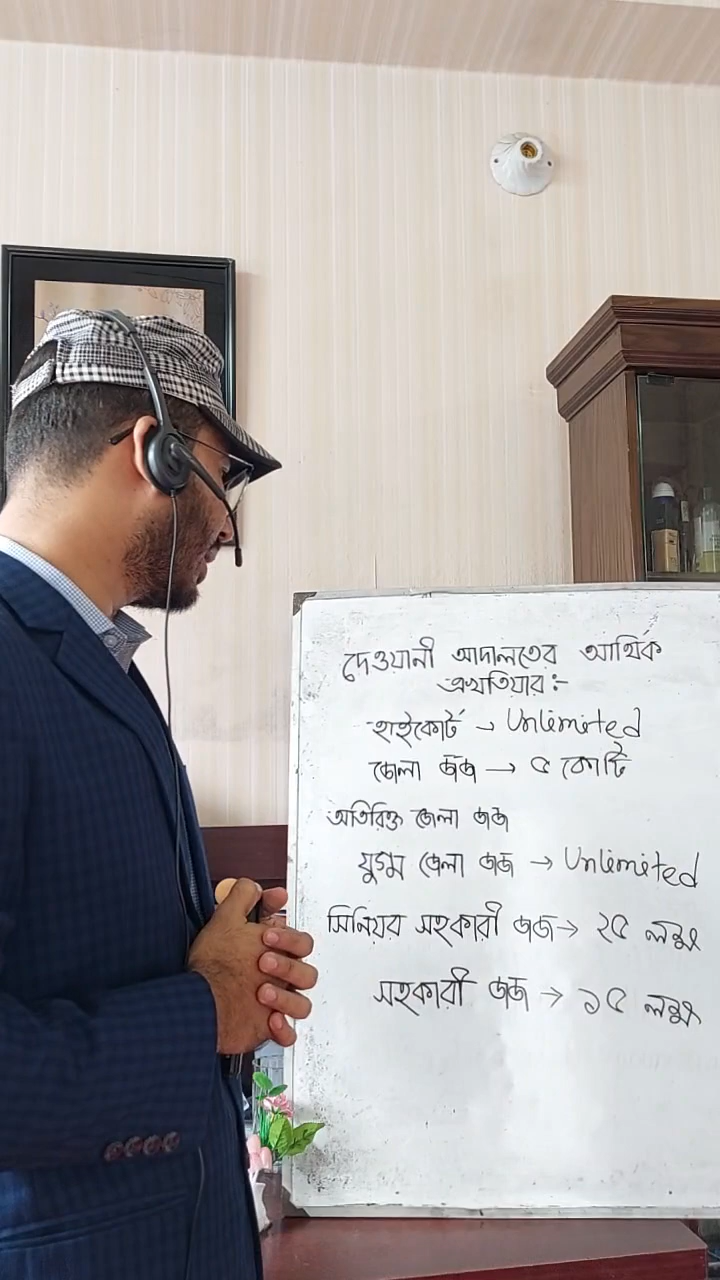 দেওয়ানী আদালতের আর্থিক
এখতিয়ার:-
হাইকোর্ট → Unlimited
জেলা জজ → ৫ কোটি
অতিরিক্ত জেলা জজ
যুগ্ম জেলা জজ → Unlimited
সিনিয়র সহকারী জজ → ২৫ লক্ষ
সহকারী জজ → ১৫ লক্ষ